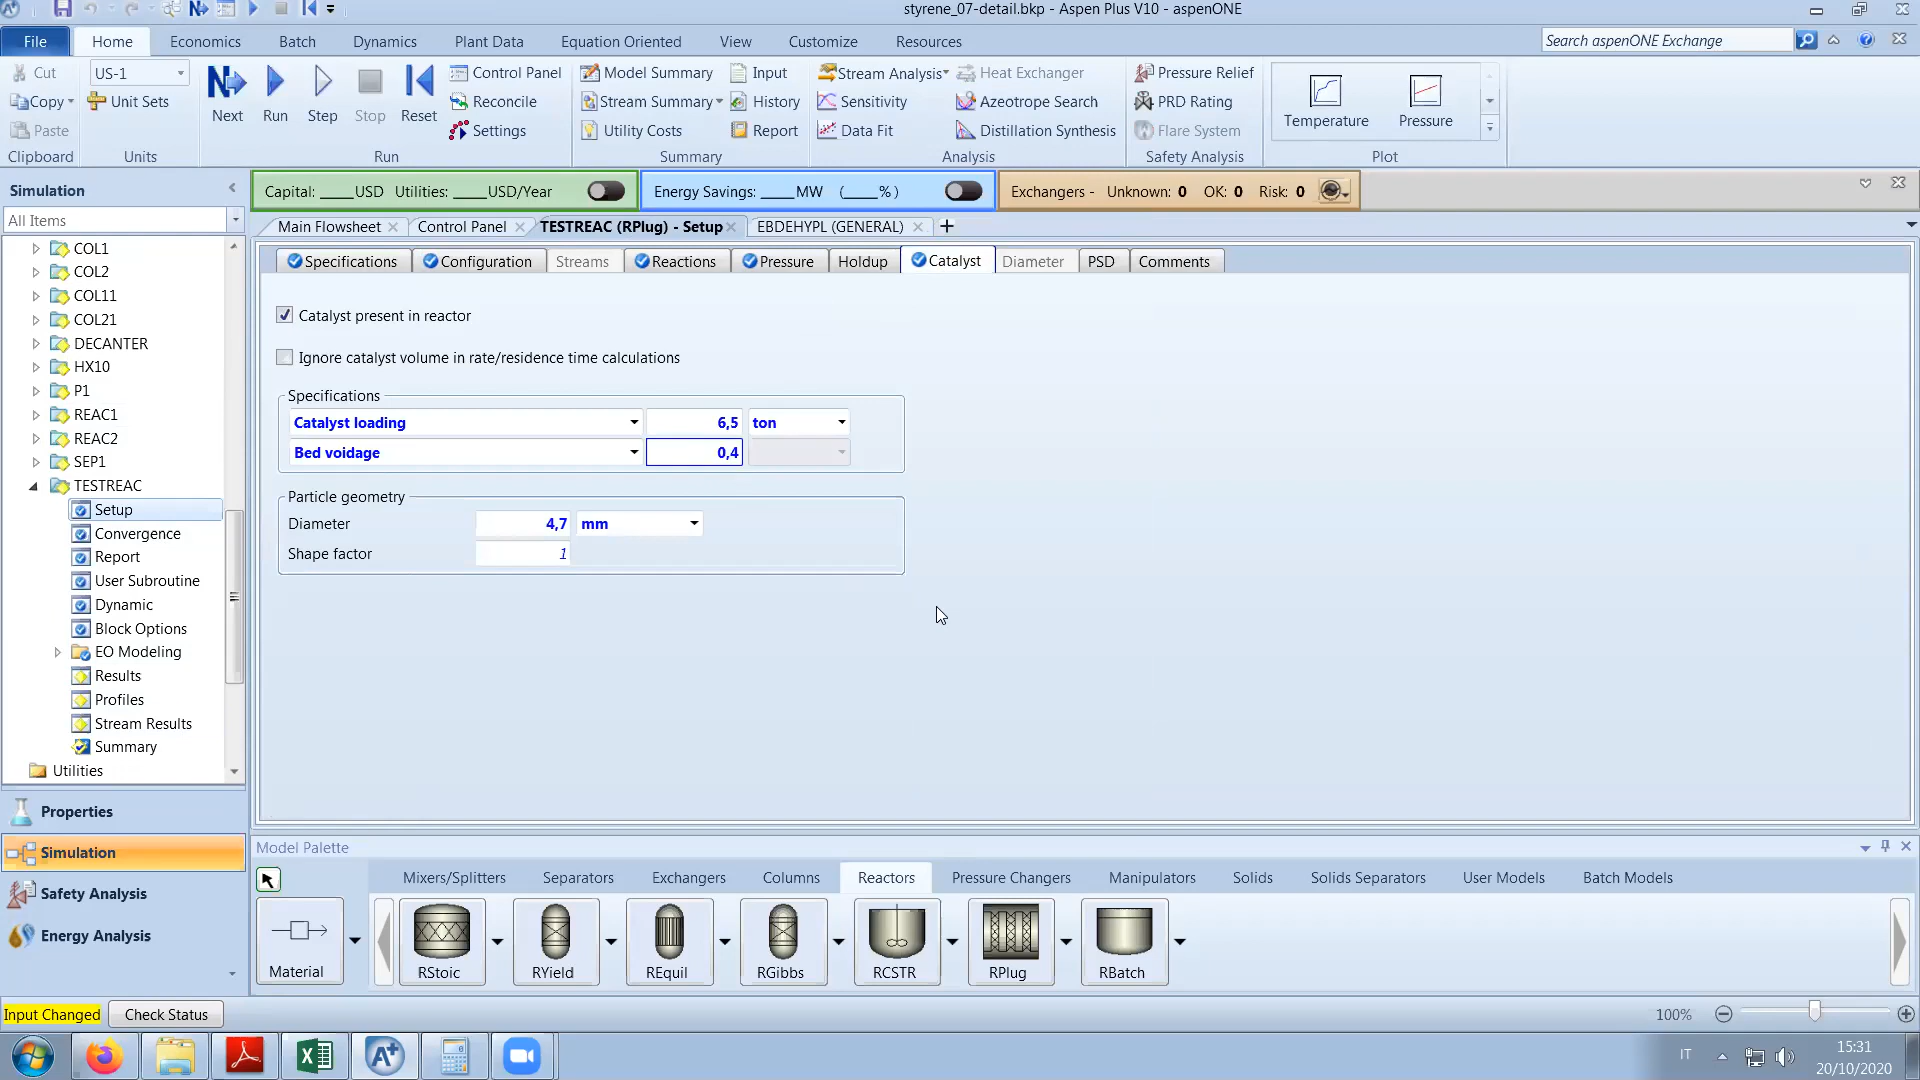 styrene_07-detail.bkp - Aspen Plus V10 - aspenONE
File Home Economics Batch Dynamics Plant Data Equation Oriented View Customize Resources Search aspenONE Exchange
Cut US-1 Control Panel Model Summary Input Stream Analysis Heat Exchanger Pressure Relief
Copy Unit Sets Reconcile Stream Summary History Sensitivity Azeotrope Search PRD Rating
Next Run Step Stop Reset Temperature Pressure
Paste Settings Utility Costs Report Data Fit Distillation Synthesis Flare System
Clipboard Units Run Summary Analysis Safety Analysis Plot
Simulation
Capital: ____USD Utilities: ____USD/Year Energy Savings: ____MW (____%) Exchangers - Unknown: 0 OK: 0 Risk: 0
All Items
Main Flowsheet Control Panel TESTREAC (RPlug) - Setup EBDEHYPL (GENERAL)
Specifications Configuration Streams Reactions Pressure Holdup Catalyst Diameter PSD Comments
COL1
COL2
COL11
COL21
DECANTER
HX10
P1
REAC1
REAC2
SEP1
TESTREAC
Setup
Convergence
Report
User Subroutine
Dynamic
Block Options
EO Modeling
Results
Profiles
Stream Results
Summary
Utilities
Catalyst present in reactor
Ignore catalyst volume in rate/residence time calculations
Specifications
Catalyst loading 6,5 ton
Bed voidage 0,4
Particle geometry
Diameter 4,7 mm
Shape factor 1
Properties
Simulation
Safety Analysis
Energy Analysis
Model Palette
Mixers/Splitters Separators Exchangers Columns Reactors Pressure Changers Manipulators Solids Solids Separators User Models Batch Models
Material RStoic RYield REquil RGibbs RCSTR RPlug RBatch
Input Changed Check Status 100%
IT 15:31
20/10/2020